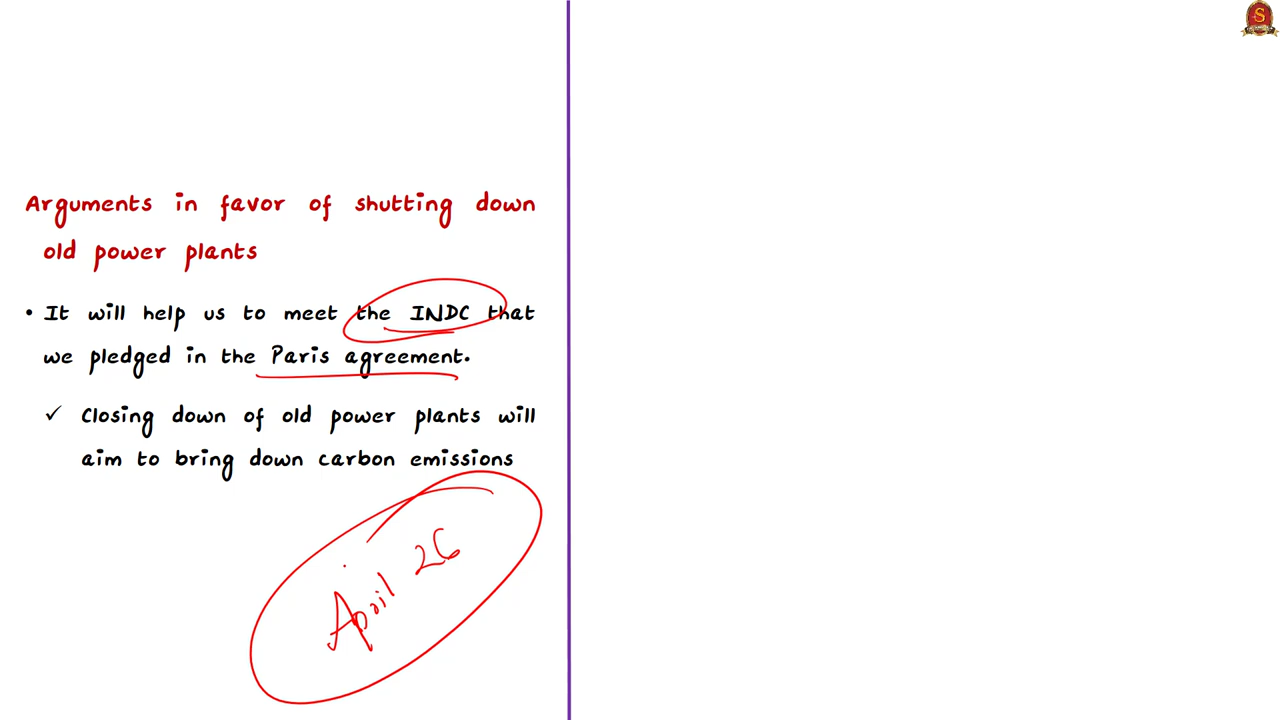 Arguments in favor of shutting down
old power plants
• It will help us to meet the INDC that
we pledged in the Paris agreement.
✓ Closing down of old power plants will
aim to bring down carbon emissions
April 26
S